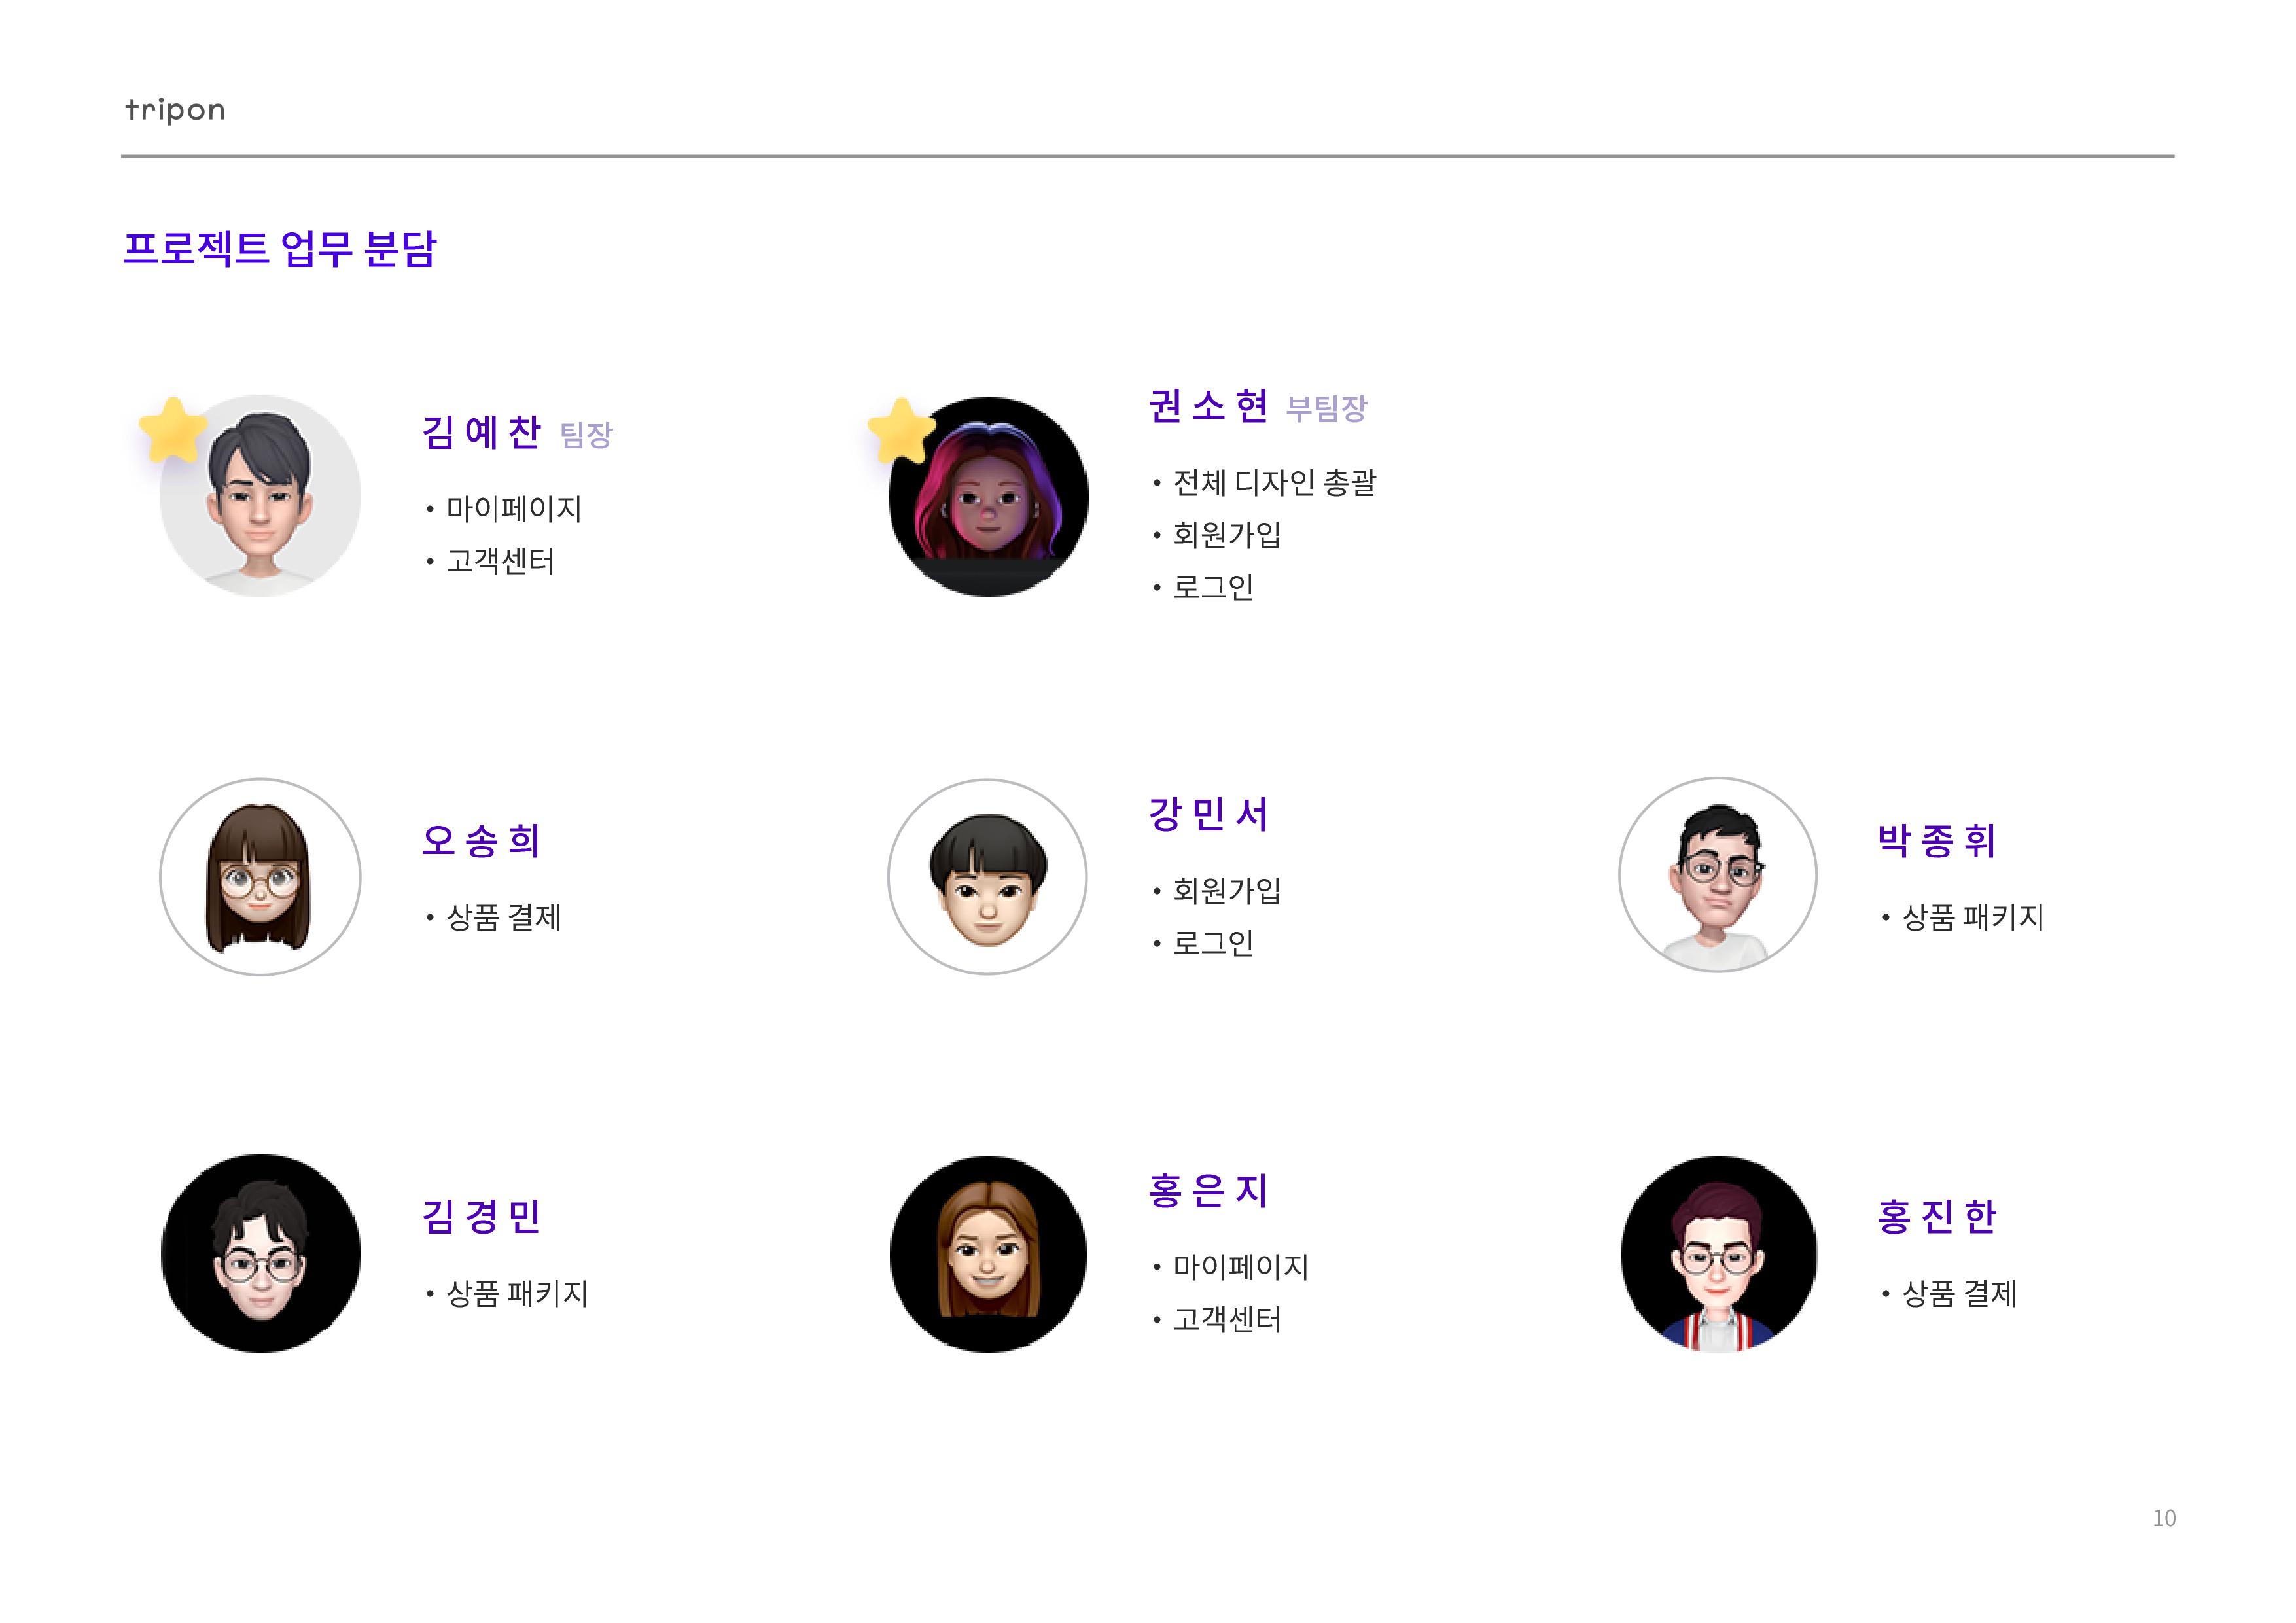 tripon
프로젝트 업무 분담
김 예 찬 팀장
• 마이페이지
• 고객센터
권 소 현 부팀장
• 전체 디자인 총괄
• 회원가입
• 로그인
오 송 희
• 상품 결제
강 민 서
• 회원가입
• 로그인
박 종 휘
• 상품 패키지
김 경 민
• 상품 패키지
홍 은 지
• 마이페이지
• 고객센터
홍 진 한
• 상품 결제
10